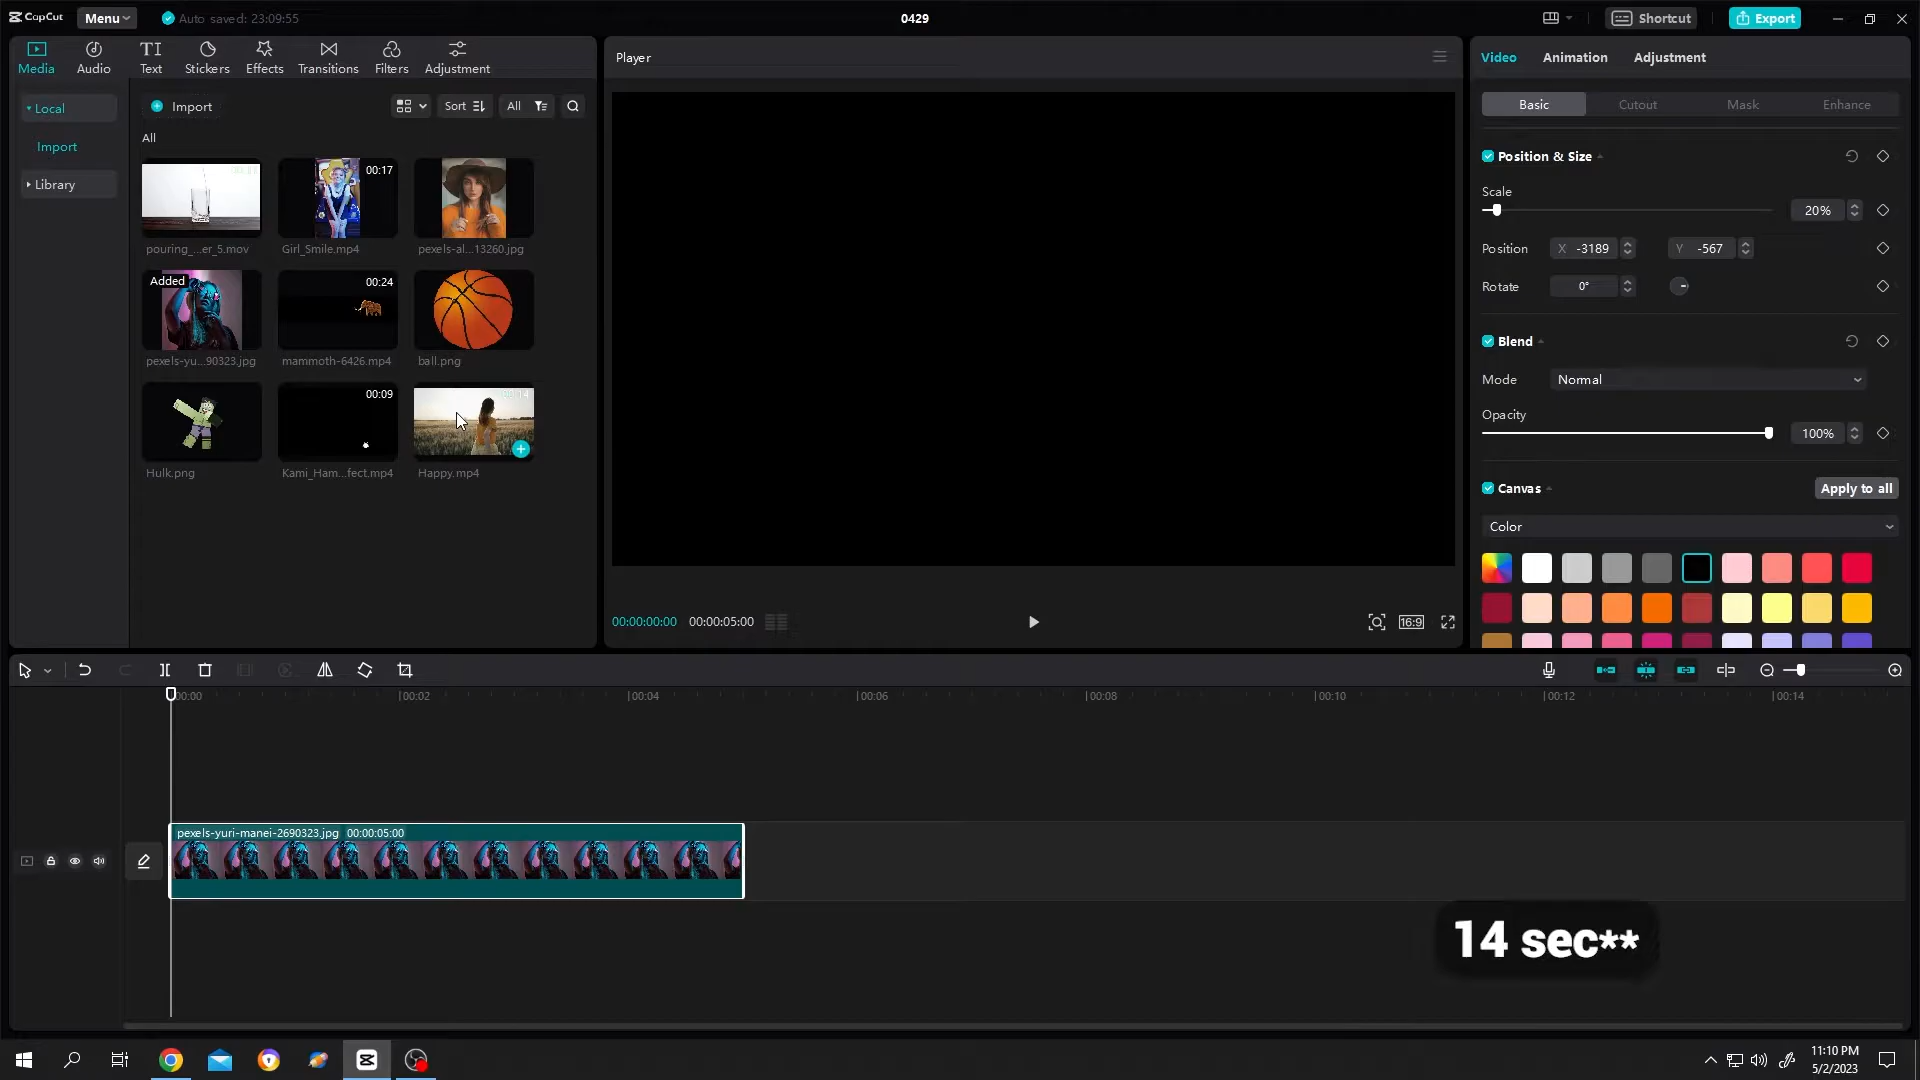 CapCut
Menu
Auto saved: 23:09:55
0429
Shortcut
Export
Media
Audio
TI
Text
Stickers
Effects
Transitions
Filters
Adjustment
Local
Import
Library
Import
Sort
All
All
pouring_...er_5.mov
00:17
Girl_Smile.mp4
pexels-al...13260.jpg
Added
pexels-yu...90323.jpg
00:24
mammoth-6426.mp4
ball.png
Hulk.png
00:09
Kami_Ham...fect.mp4
00:14
Happy.mp4
Player
00:00:00:00
00:00:05:00
16:9
Video
Animation
Adjustment
Basic
Cutout
Mask
Enhance
Position & Size
Scale
20%
Position
X -3189
Y -567
Rotate
0°
Blend
Mode
Normal
Opacity
100%
Canvas
Apply to all
Color
00:00
00:02
00:04
00:06
00:08
00:10
00:12
00:14
pexels-yuri-manei-2690323.jpg 00:00:05:00
14 sec**
11:10 PM
5/2/2023